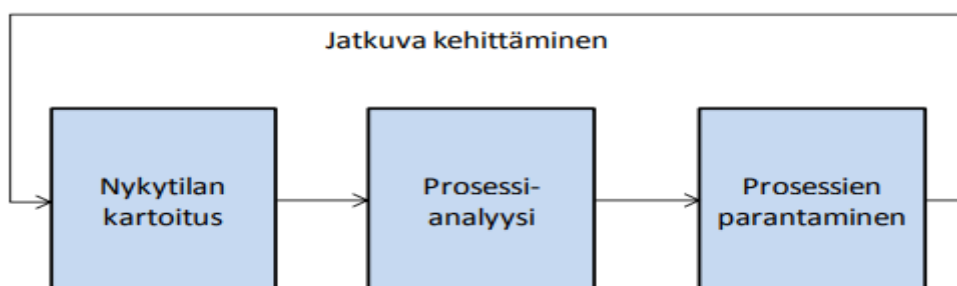 Jatkuva kehittäminen
Nykytilan
kartoitus
Prosessi-
analyysi
Prosessien
parantaminen